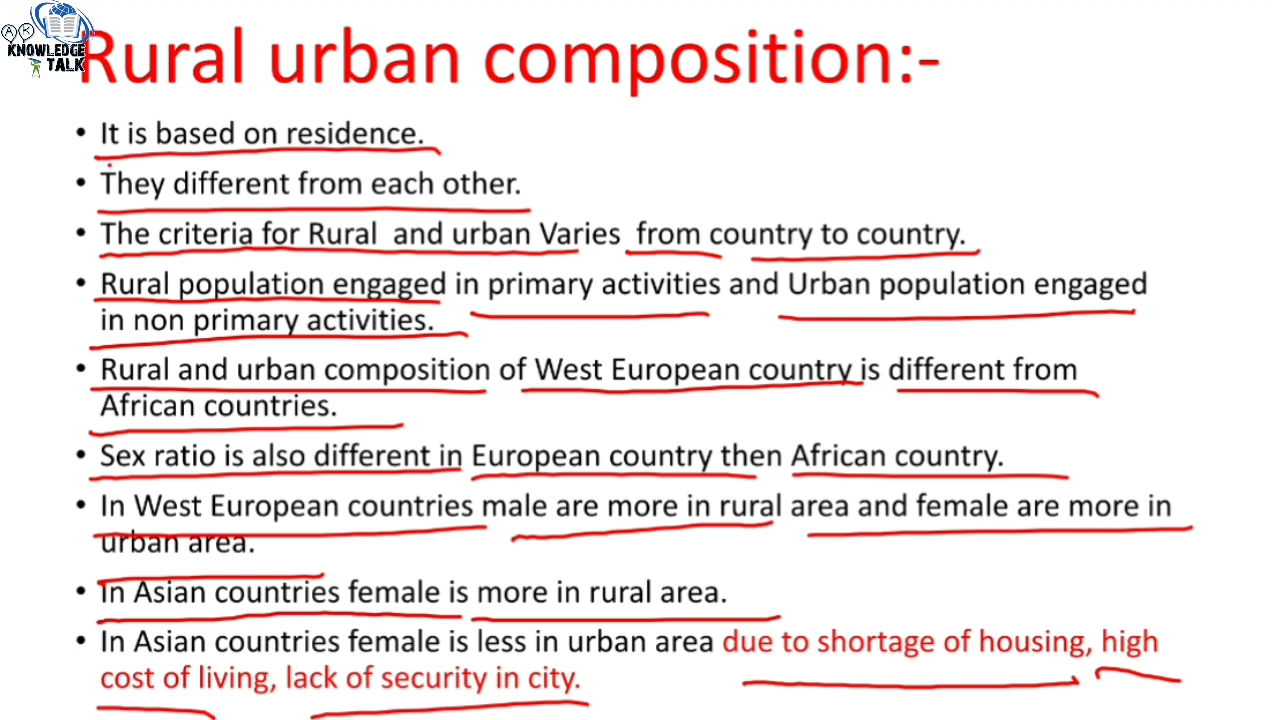 AK
KNOWLEDGE
TALK
Rural urban composition:-
• It is based on residence.
• They different from each other.
• The criteria for Rural and urban Varies from country to country.
• Rural population engaged in primary activities and Urban population engaged
in non primary activities.
• Rural and urban composition of West European country is different from
African countries.
• Sex ratio is also different in European country then African country.
• In West European countries male are more in rural area and female are more in
urban area.
• In Asian countries female is more in rural area.
• In Asian countries female is less in urban area due to shortage of housing, high
cost of living, lack of security in city.